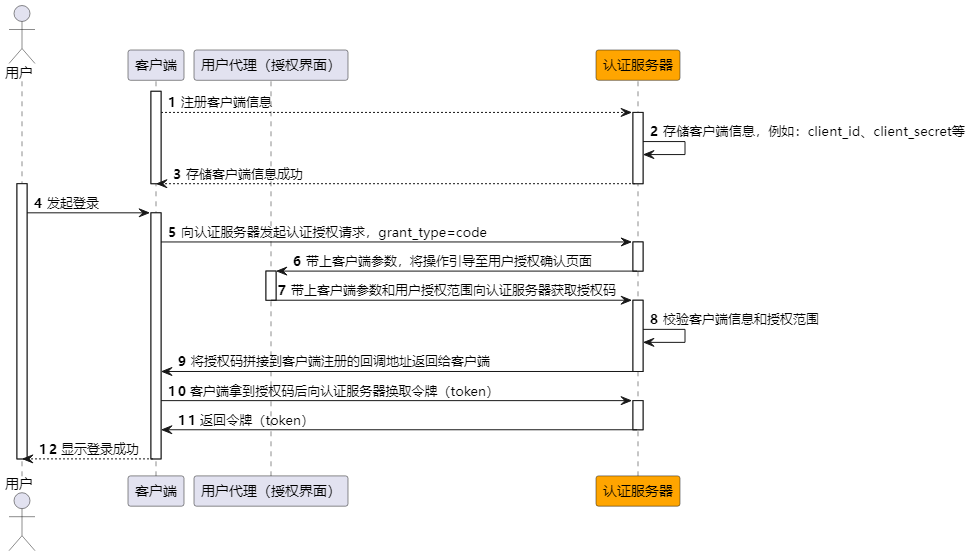 用户
客户端
用户代理（授权界面）
认证服务器
1 注册客户端信息
2 存储客户端信息，例如：client_id、client_secret等
3 存储客户端信息成功
4 发起登录
5 向认证服务器发起认证授权请求，grant_type=code
6 带上客户端参数，将操作引导至用户授权确认页面
7 带上客户端参数和用户授权范围向认证服务器获取授权码
8 校验客户端信息和授权范围
9 将授权码拼接到客户端注册的回调地址返回给客户端
10 客户端拿到授权码后向认证服务器换取令牌（token）
11 返回令牌（token）
12 显示登录成功
用户
客户端
用户代理（授权界面）
认证服务器